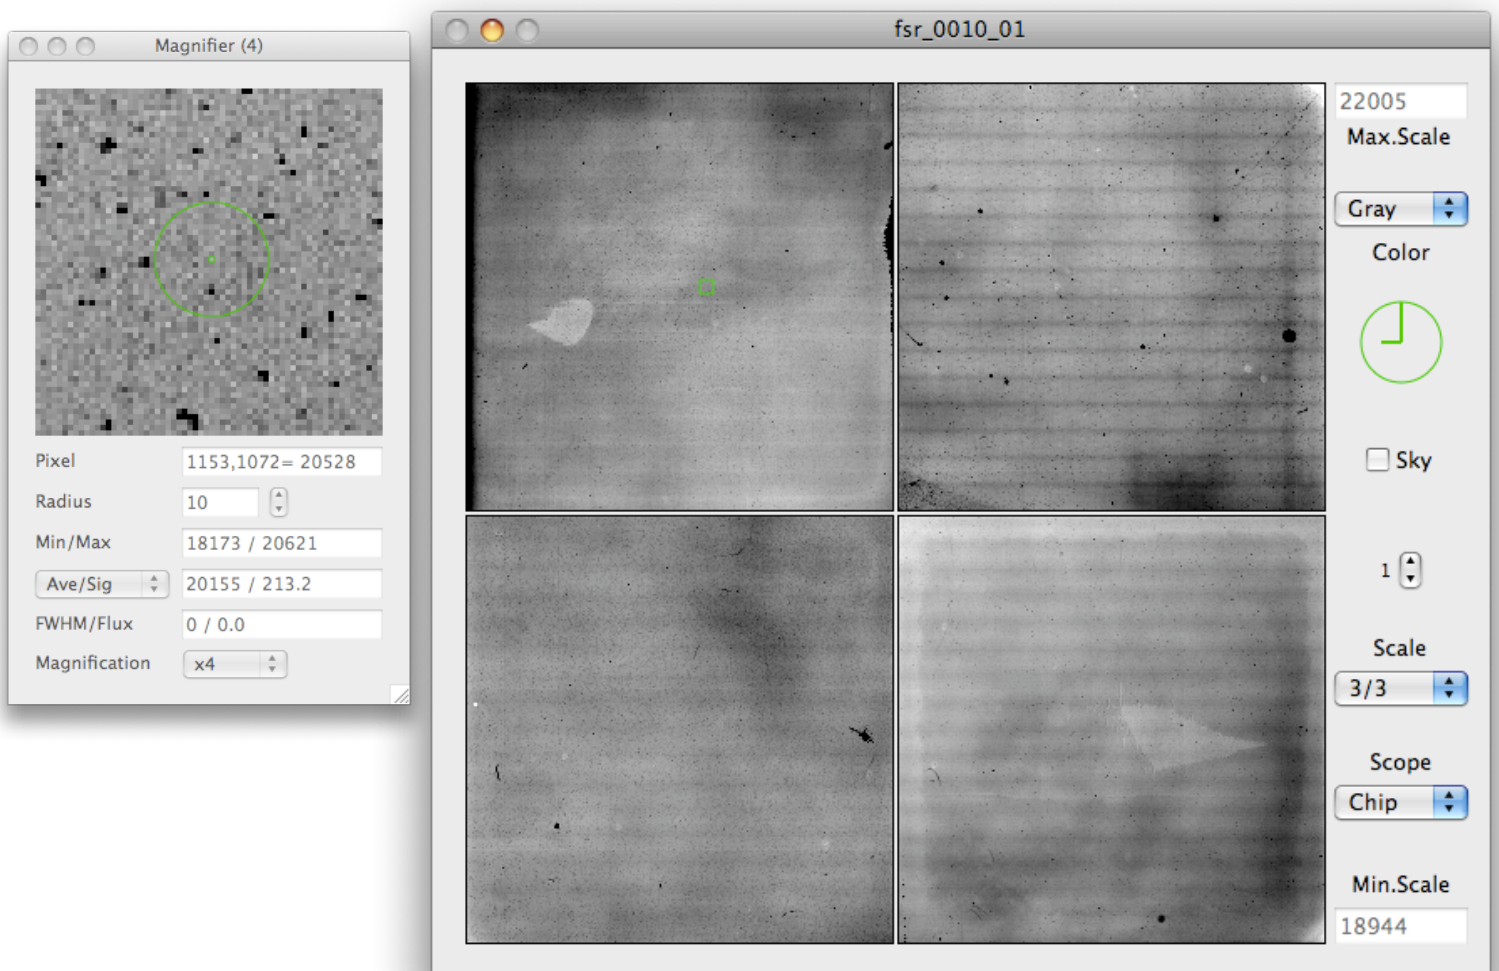 Magnifier (4)
Pixel 1153,1072= 20528
Radius 10
Min/Max 18173 / 20621
Ave/Sig 20155 / 213.2
FWHM/Flux 0 / 0.0
Magnification x4
fsr_0010_01
22005
Max.Scale
Gray
Color
Sky
1
Scale
3/3
Scope
Chip
Min.Scale
18944